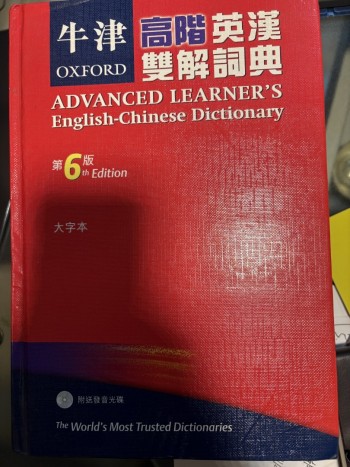 牛津
OXFORD
高階英漢
雙解詞典
ADVANCED LEARNER'S
English-Chinese Dictionary
第6版
th Edition
大字本
附送發音光碟
The World's Most Trusted Dictionaries